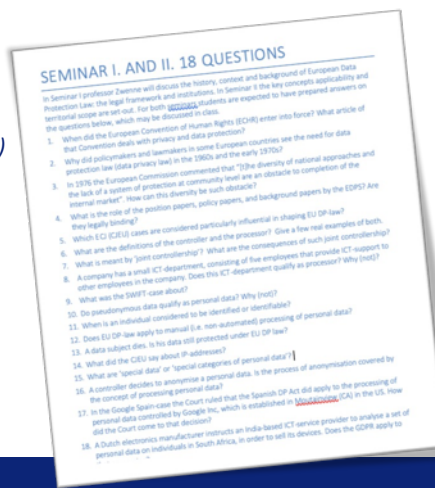 )
SEMINAR I. AND II. 18 QUESTIONS
In Seminar I professor Zwenne will discuss the history, context and background of European Data
Protection Law: the legal framework and institutions. In Seminar II the key concepts applicability and
territorial scope are set out. For both seminars students are expected to have prepared answers on
the questions below, which may be discussed in class.
1. When did the European Convention of Human Rights (ECHR) enter into force? What article of
that Convention deals with privacy and data protection?
2. Why did policymakers and lawmakers in some European countries see the need for data
protection law (data privacy law) in the 1960s and the early 1970s?
3. In 1976 the European Commission commented that "[t]he diversity of national approaches and
the lack of a system of protection at community level are an obstacle to completion of the
internal market". How can this diversity be such obstacle?
4. What is the role of the position papers, policy papers, and background papers by the EDPS? Are
they legally binding?
5. Which ECJ (CJEU) cases are considered particularly influential in shaping EU DP-law?
6. What are the definitions of the controller and the processor? Give a few real examples of both.
7. What is meant by 'joint controllership'? What are the consequences of such joint controllership?
8. A company has a small ICT-department, consisting of five employees that provide ICT-support to
other employees in the company. Does this ICT-department qualify as processor? Why (not)?
9. What was the SWIFT-case about?
10. Do pseudonymous data qualify as personal data? Why (not)?
11. When is an individual considered to be identified or identifiable?
12. Does EU DP-law apply to manual (i.e. non-automated) processing of personal data?
13. A data subject dies. Is his data still protected under EU DP law?
14. What did the CJEU say about IP-addresses?
15. What are 'special data' or 'special categories of personal data'?
16. A controller decides to anonymise a personal data. Is the process of anonymisation covered by
the concept of processing personal data?
17. In the Google Spain-case the Court ruled that the Spanish DP Act did apply to the processing of
personal data controlled by Google Inc, which is established in Moutainview (CA) in the US. How
did the Court come to that decision?
18. A Dutch electronics manufacturer instructs an India-based ICT-service provider to analyse a set of
personal data on individuals in South Africa, in order to sell its devices. Does the GDPR apply to